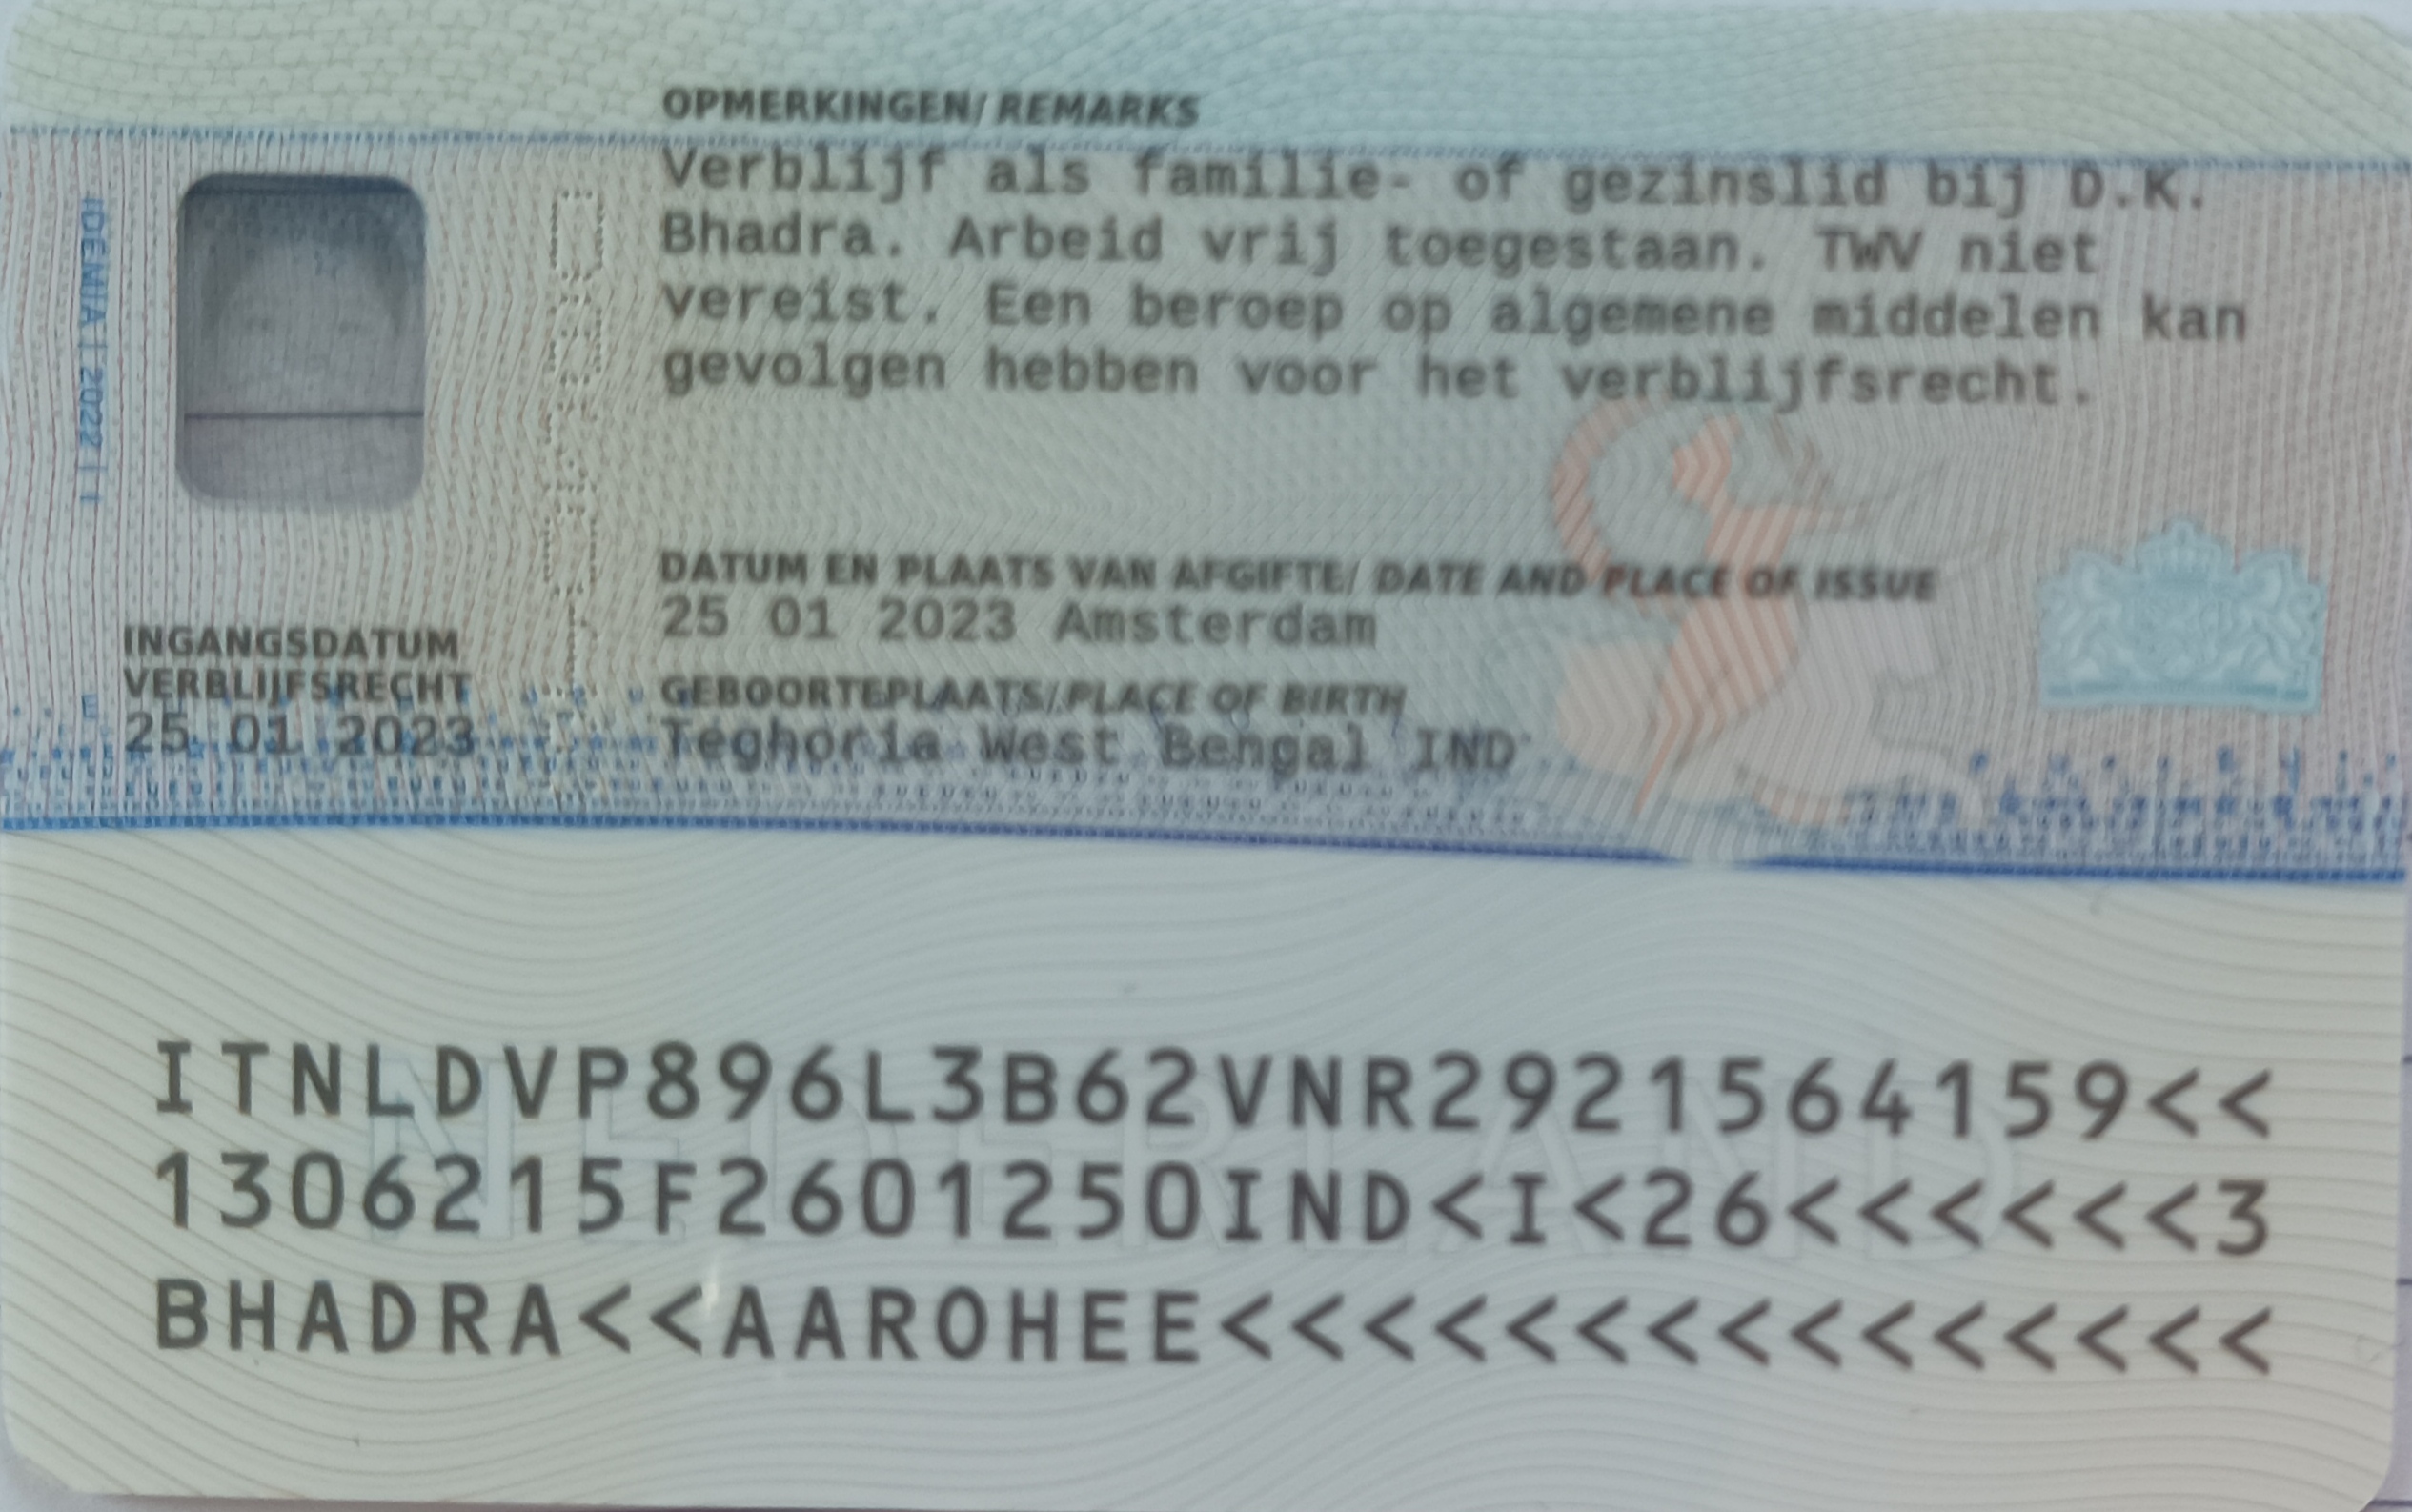 OPMERKINGEN/ REMARKS
Verblijf als familie- of gezinslid bij D.K.
Bhadra. Arbeid vrij toegestaan. TWV niet
vereist. Een beroep op algemene middelen kan
gevolgen hebben voor het verblijfsrecht.
IDEMIA | 2022 | 1
DATUM EN PLAATS VAN AFGIFTE/ DATE AND PLACE OF ISSUE
25 01 2023 Amsterdam
INGANGSDATUM
VERBLIJFSRECHT
25 01 2023
GEBOORTEPLAATS/ PLACE OF BIRTH
Teghoria West Bengal IND
NEDERLAND
ITNLDVP896L3B62VNR2921564159<<
1306215F2601250IND<I<26<<<<<<3
BHADRA<<AAROHEE<<<<<<<<<<<<<<<